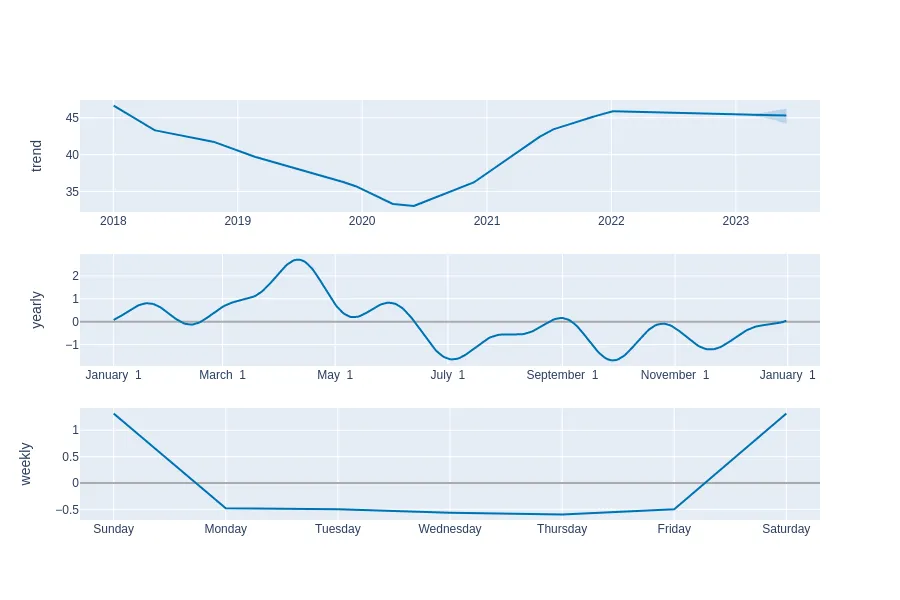 trend
45
40
35
2018 2019 2020 2021 2022 2023
yearly
2
1
0
−1
January 1 March 1 May 1 July 1 September 1 November 1 January 1
weekly
1
0.5
0
−0.5
Sunday Monday Tuesday Wednesday Thursday Friday Saturday